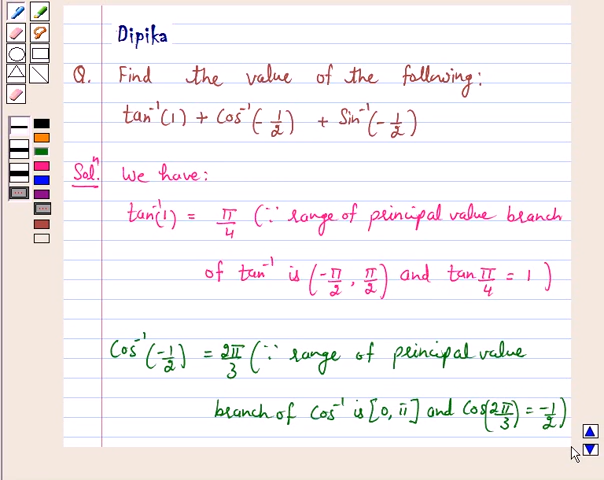 Dipika
Q. Find the value of the following:
tan⁻¹(1) + Cos⁻¹(-1/2) + Sin⁻¹(-1/2)
Solⁿ. We have:
tan⁻¹(1) = π/4 (∵ range of principal value branch
of tan⁻¹ is (-π/2, π/2) and tan π/4 = 1)
Cos⁻¹(-1/2) = 2π/3 (∵ range of principal value
branch of Cos⁻¹ is [0, π] and Cos(2π/3) = -1/2)